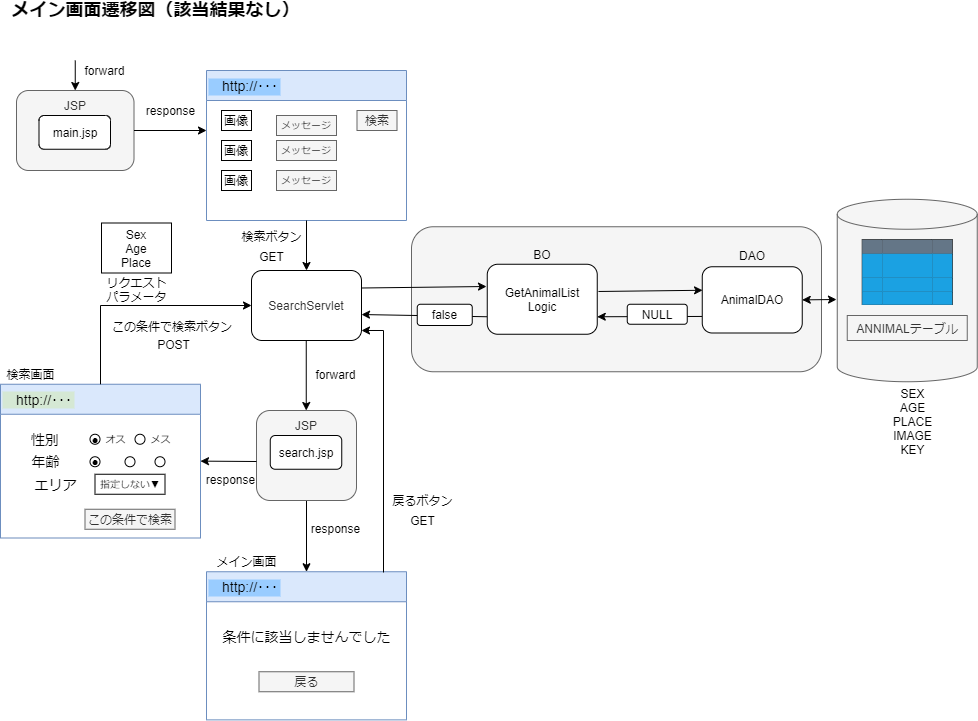 メイン画面遷移図（該当結果なし）
forward
JSP
main.jsp
response
http://･･･
画像
メッセージ
検索
画像
メッセージ
画像
メッセージ
検索ボタン
GET
Sex
Age
Place
リクエスト
パラメータ
この条件で検索ボタン
POST
SearchServlet
BO
GetAnimalList
Logic
DAO
AnimalDAO
false
NULL
ANNIMALテーブル
SEX
AGE
PLACE
IMAGE
KEY
forward
JSP
search.jsp
response
response
検索画面
http://･･･
性別
オス
メス
年齢
エリア
指定しない▼
この条件で検索
戻るボタン
GET
メイン画面
http://･･･
条件に該当しませんでした
戻る